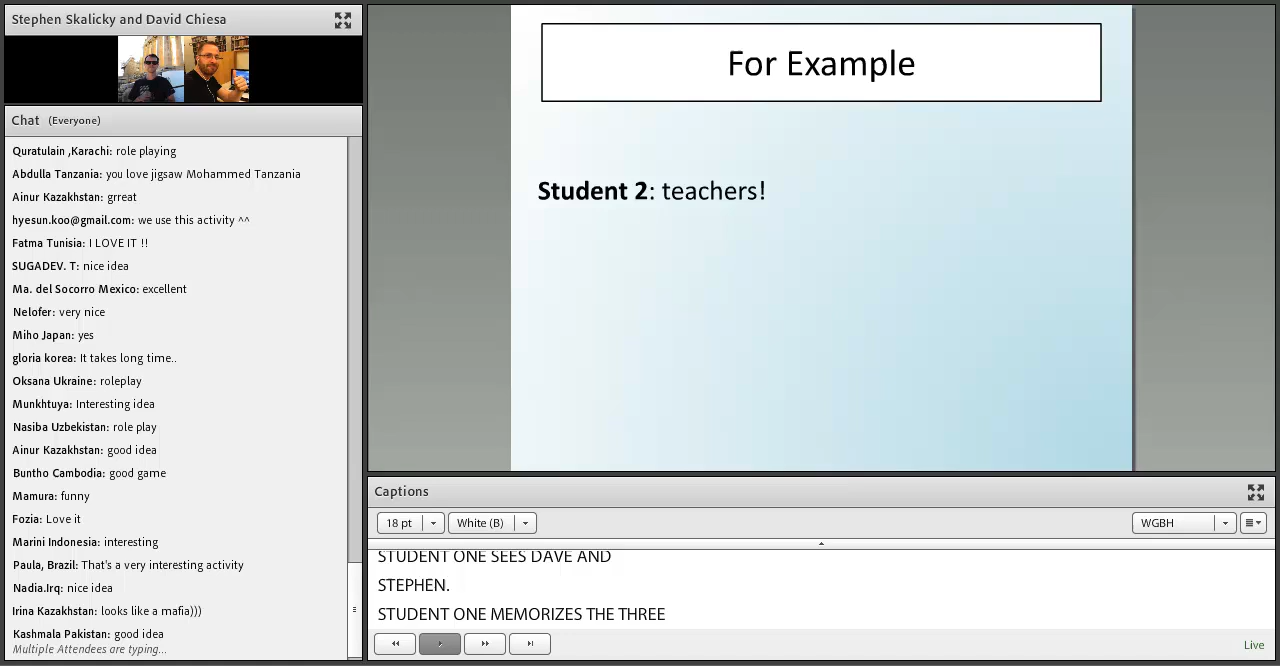 Stephen Skalicky and David Chiesa
Chat (Everyone)
Quratulain ,Karachi: role playing
Abdulla Tanzania: you love jigsaw Mohammed Tanzania
Ainur Kazakhstan: grreat
hyesun.koo@gmail.com: we use this activity ^^
Fatma Tunisia: I LOVE IT !!
SUGADEV. T: nice idea
Ma. del Socorro Mexico: excellent
Nelofer: very nice
Miho Japan: yes
gloria korea: It takes long time..
Oksana Ukraine: roleplay
Munkhtuya: Interesting idea
Nasiba Uzbekistan: role play
Ainur Kazakhstan: good idea
Buntho Cambodia: good game
Mamura: funny
Fozia: Love it
Marini Indonesia: interesting
Paula, Brazil: That's a very interesting activity
Nadia.Irq: nice idea
Irina Kazakhstan: looks like a mafia)))
Kashmala Pakistan: good idea
Multiple Attendees are typing...
For Example
Student 2: teachers!
Captions
18 pt
White (B)
WGBH
STUDENT ONE SEES DAVE AND
STEPHEN.
STUDENT ONE MEMORIZES THE THREE
Live